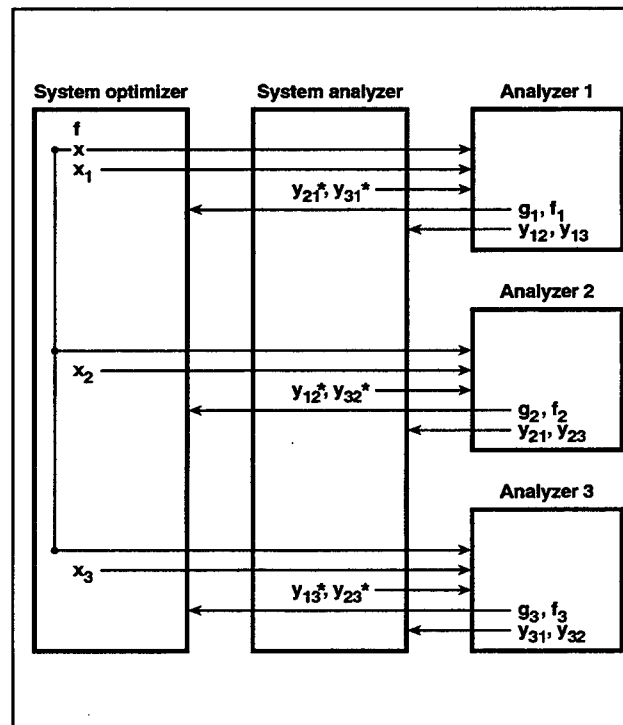 System optimizer
System analyzer
Analyzer 1
f
x
x₁
y₂₁*, y₃₁*
g₁, f₁
y₁₂, y₁₃
Analyzer 2
x₂
y₁₂*, y₃₂*
g₂, f₂
y₂₁, y₂₃
Analyzer 3
x₃
y₁₃*, y₂₃*
g₃, f₃
y₃₁, y₃₂